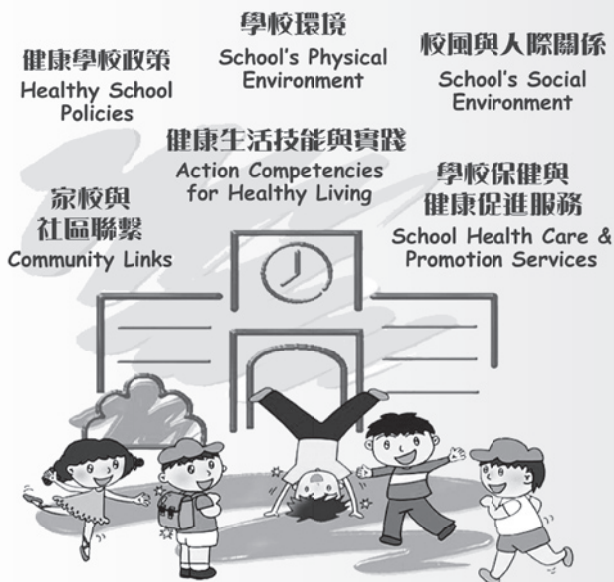 學校環境
School's Physical
Environment
健康學校政策
Healthy School
Policies
校風與人際關係
School's Social
Environment
健康生活技能與實踐
Action Competencies
for Healthy Living
家校與
社區聯繫
Community Links
學校保健與
健康促進服務
School Health Care &
Promotion Services